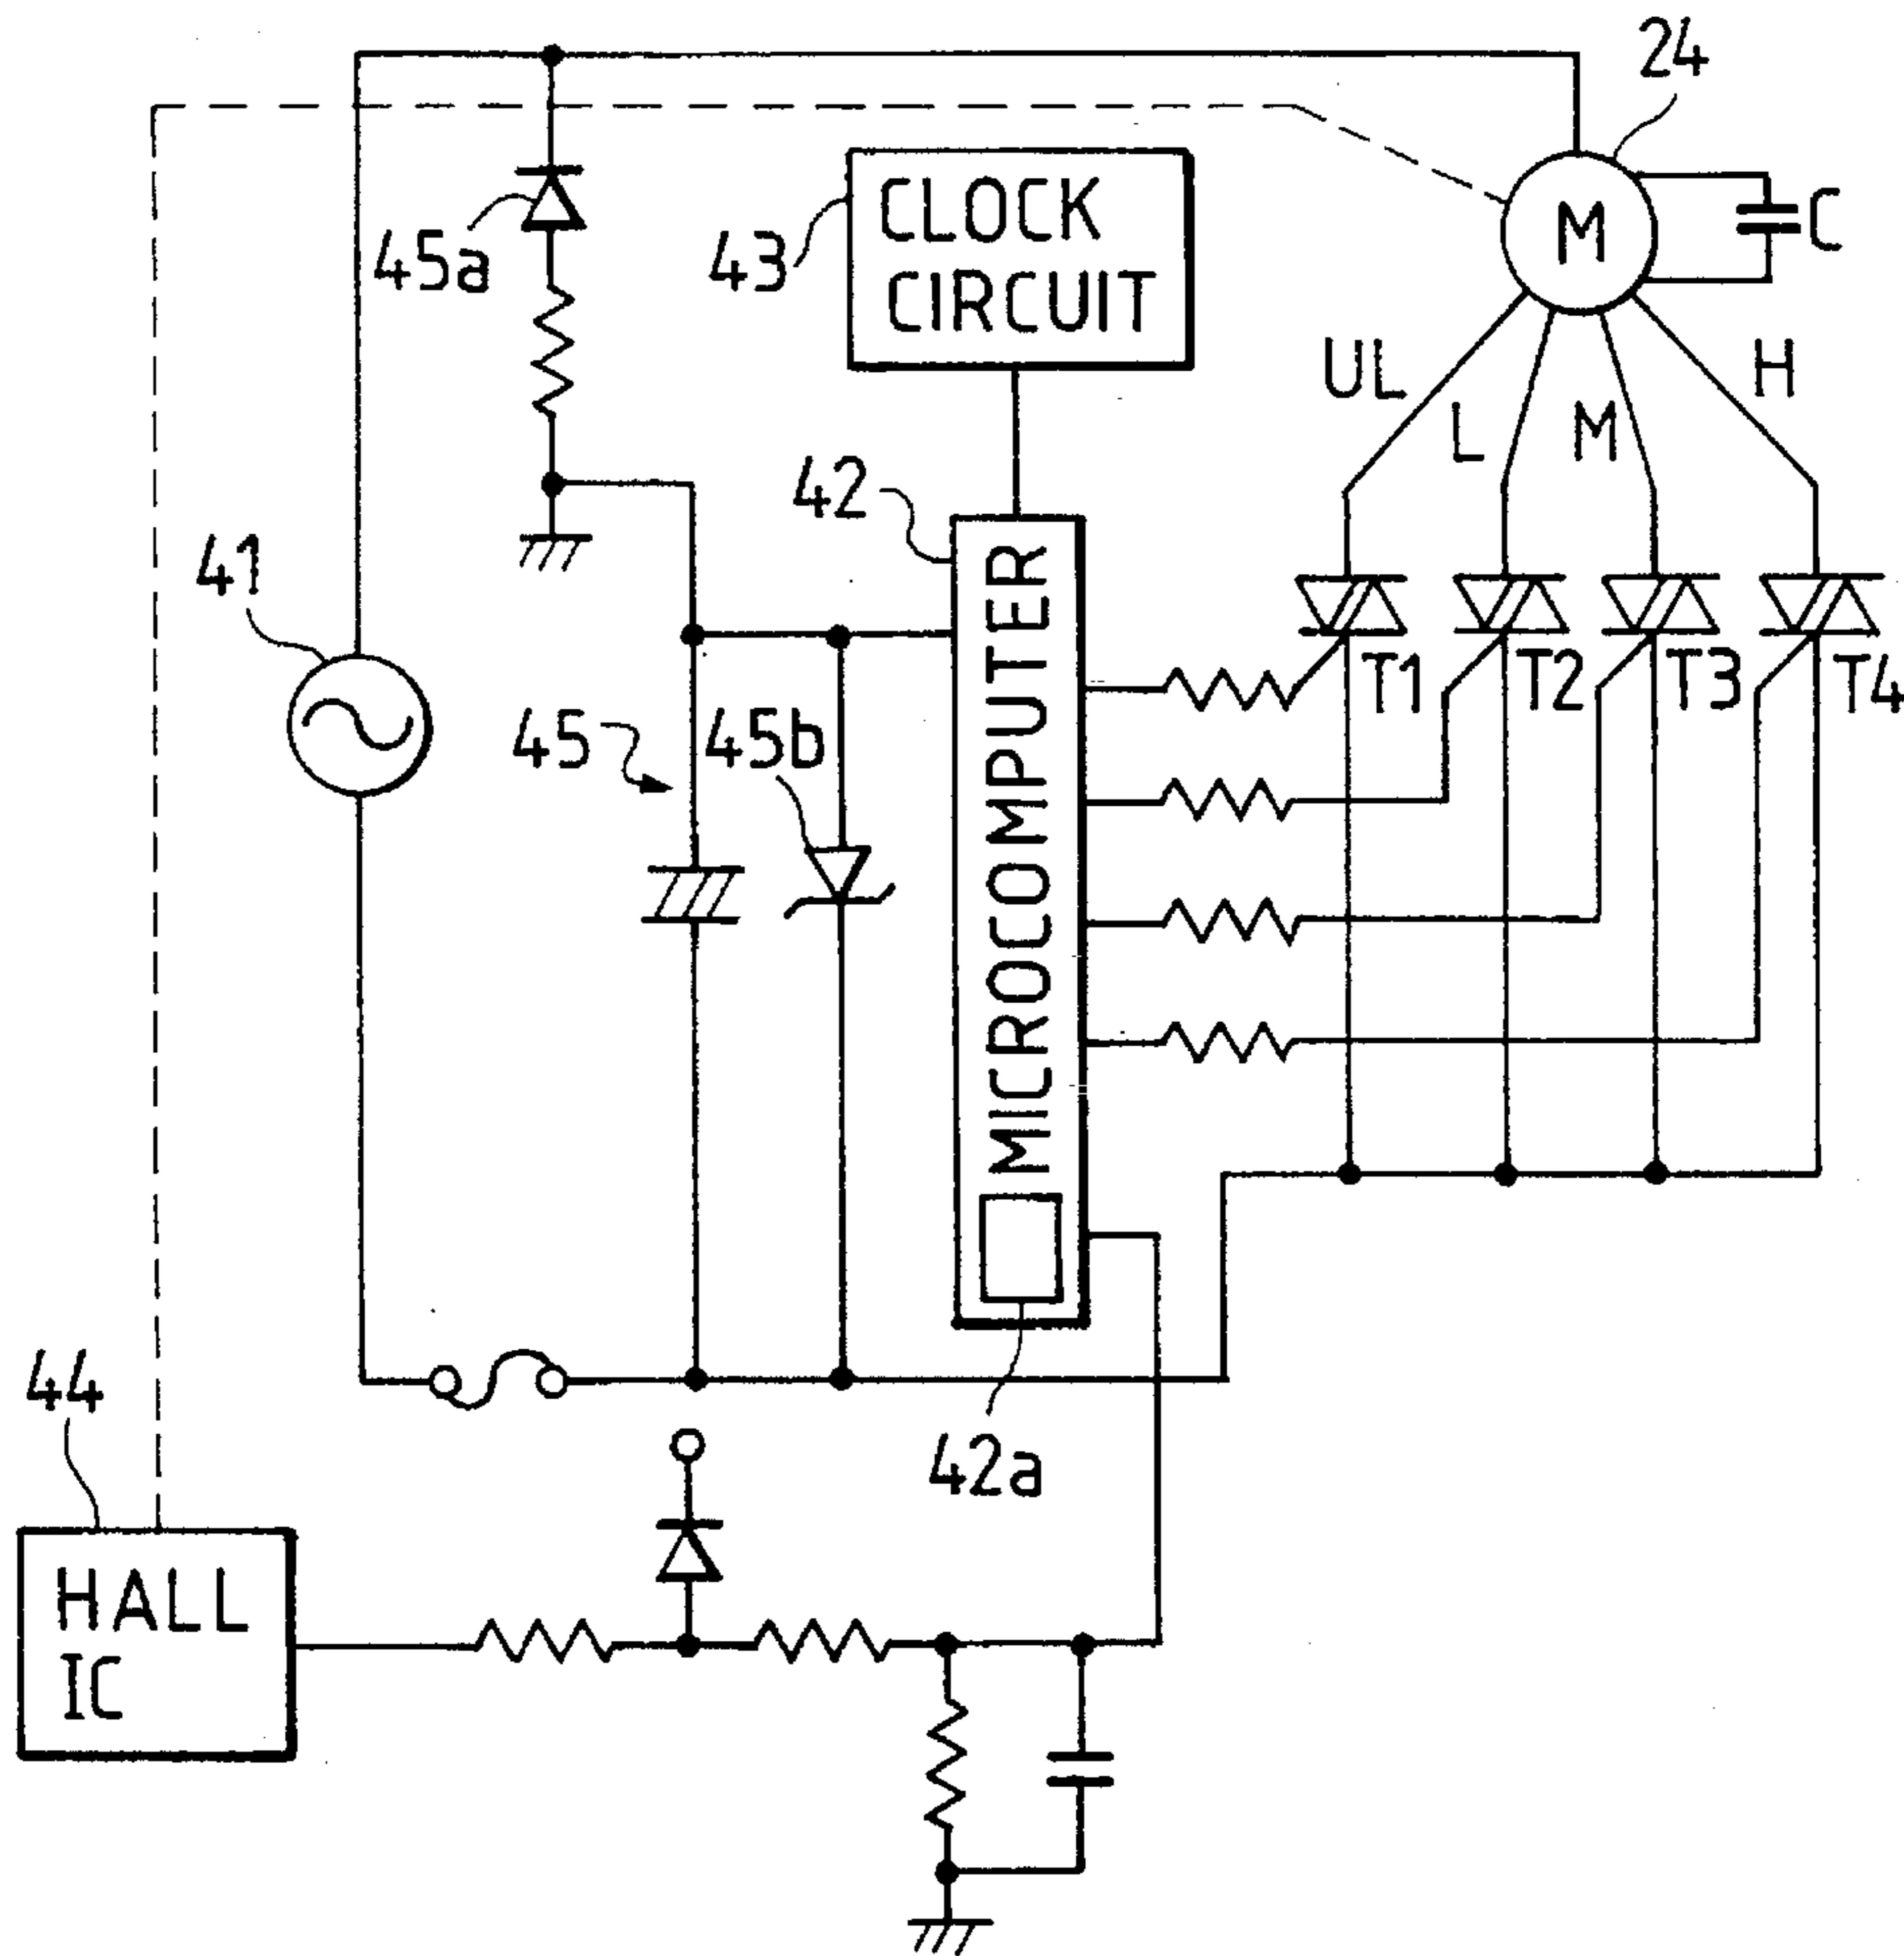 24
CLOCK
CIRCUIT
43
45a
M
C
UL
L
M
H
42
41
MICROCOMPUTER
T1
T2
T3
T4
45
45b
44
42a
HALL
IC